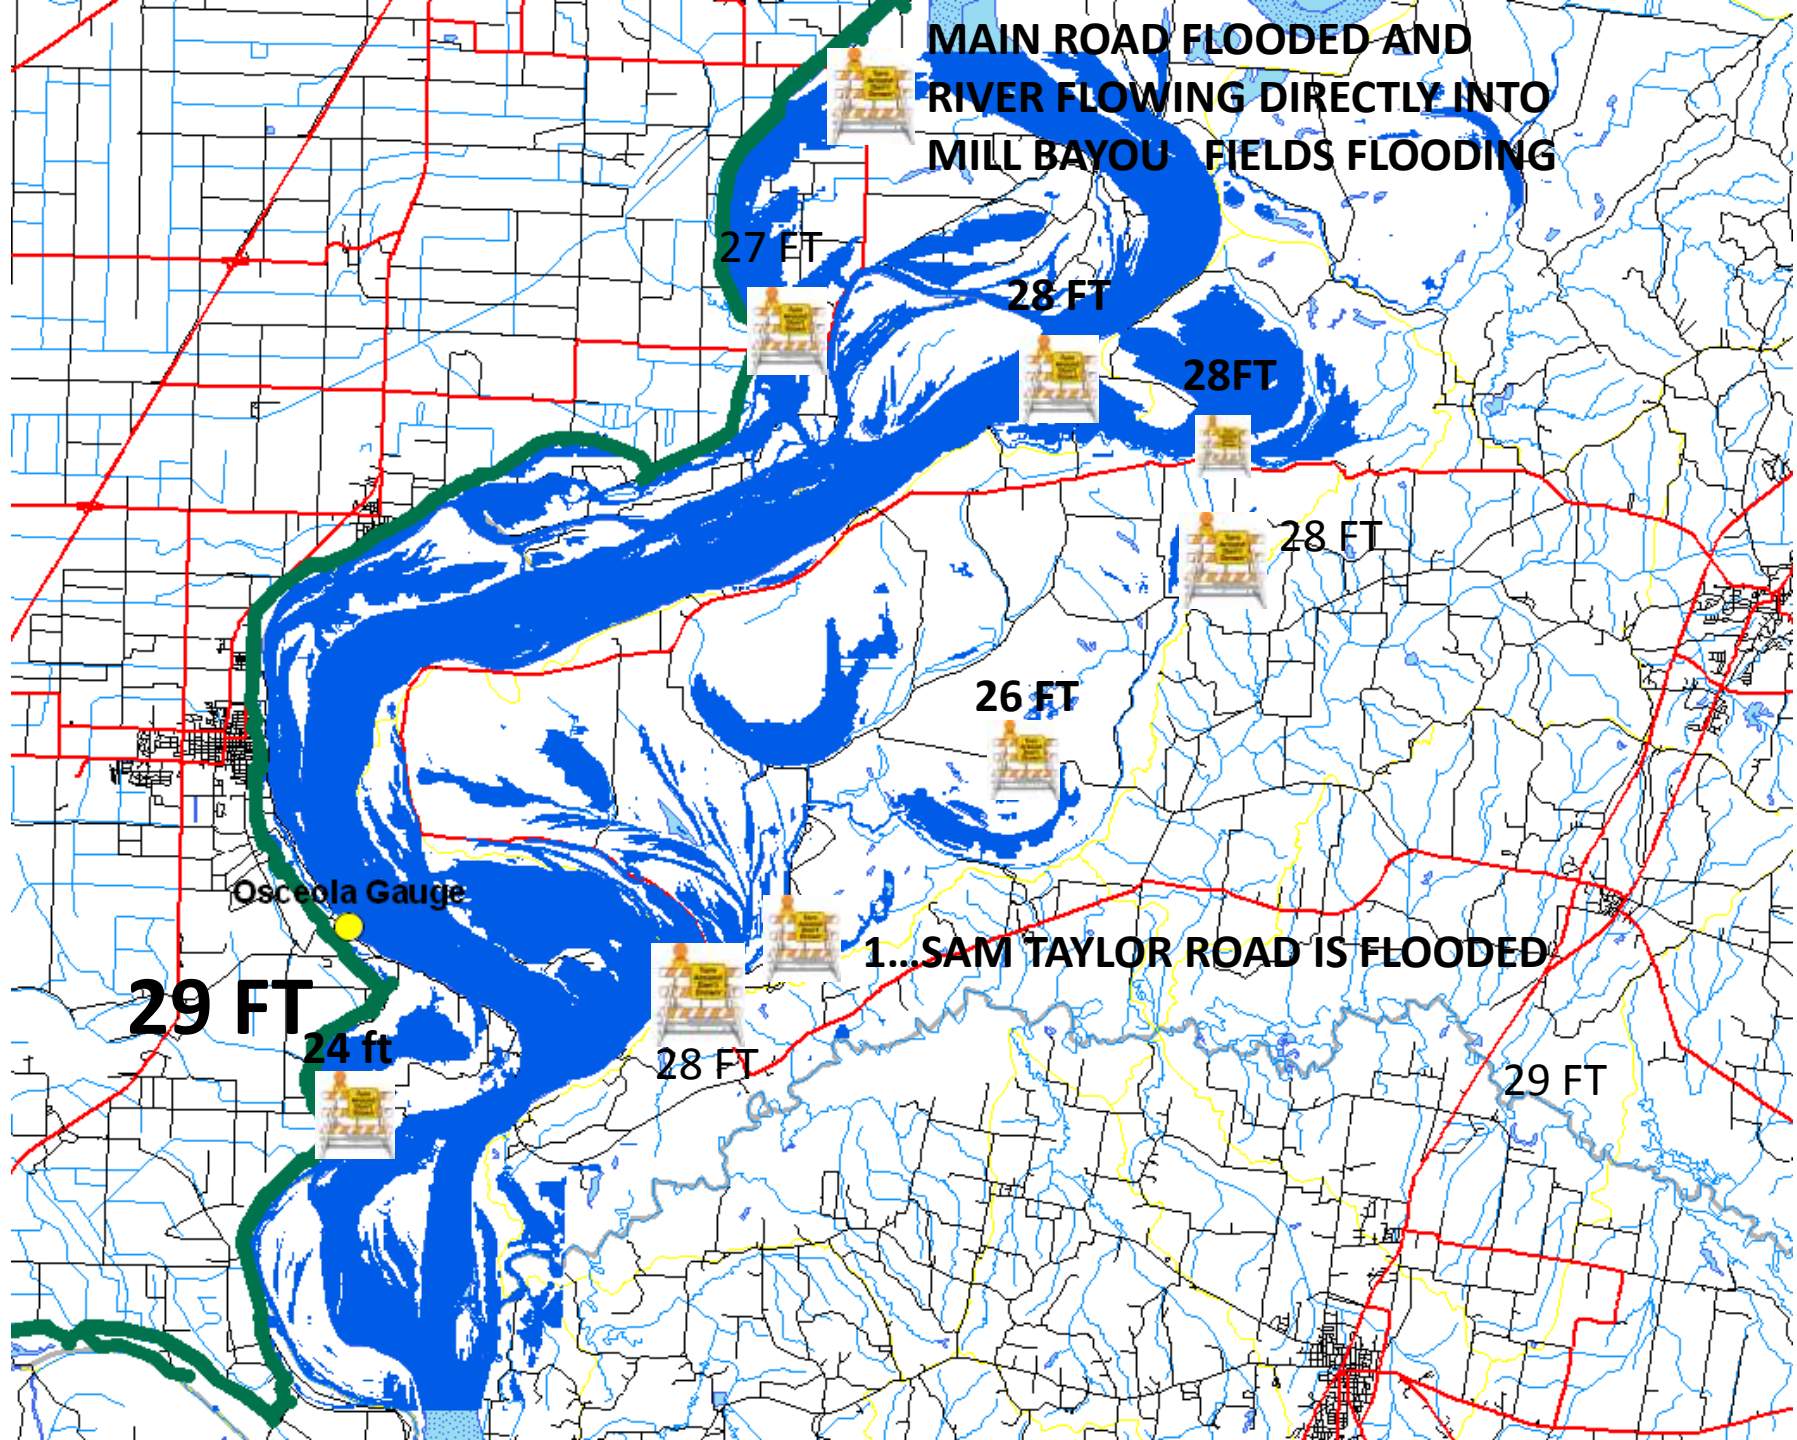 MAIN ROAD FLOODED AND
RIVER FLOWING DIRECTLY INTO
MILL BAYOU FIELDS FLOODING
27 FT
28 FT
28FT
28 FT
26 FT
Osceola Gauge
1...SAM TAYLOR ROAD IS FLOODED
29 FT
24 ft
28 FT
29 FT